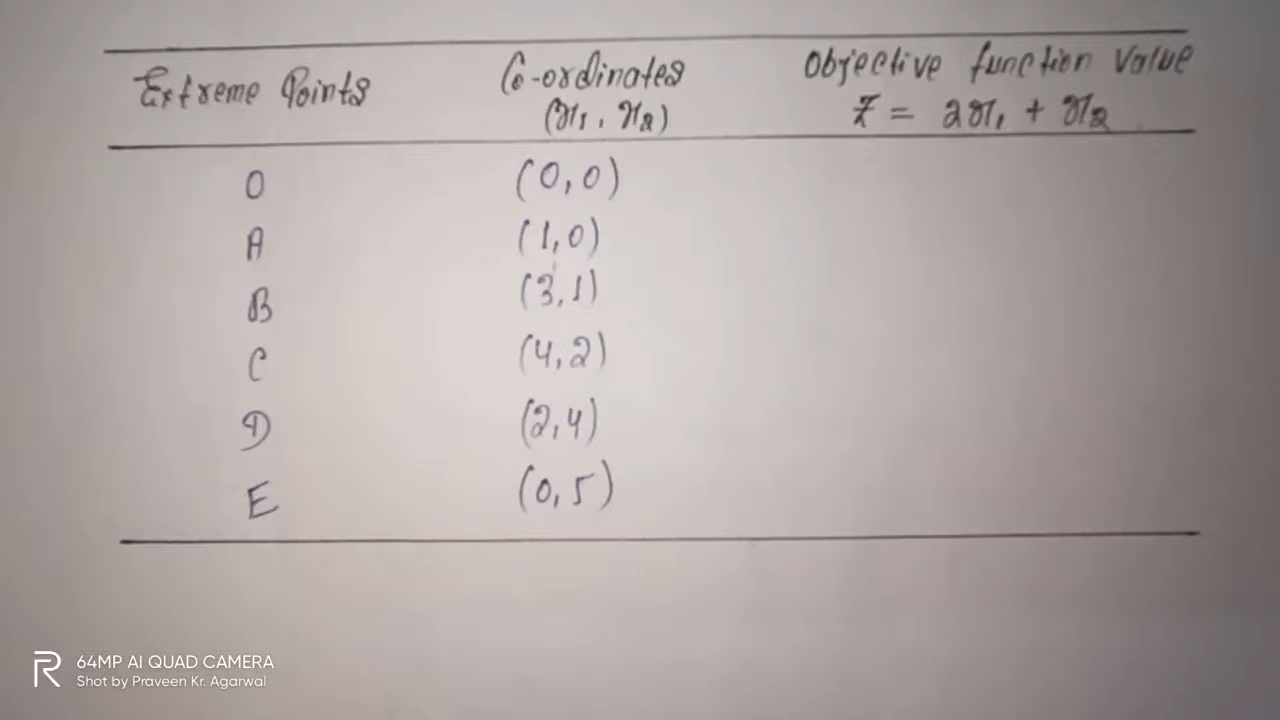 Extreme Points Co-ordinates Objective function Value
(x₁, x₂) Z = 2x₁ + x₂
O (0,0)
A (1,0)
B (3,1)
C (4,2)
D (2,4)
E (0,5)
64MP AI QUAD CAMERA
Shot by Praveen Kr. Agarwal